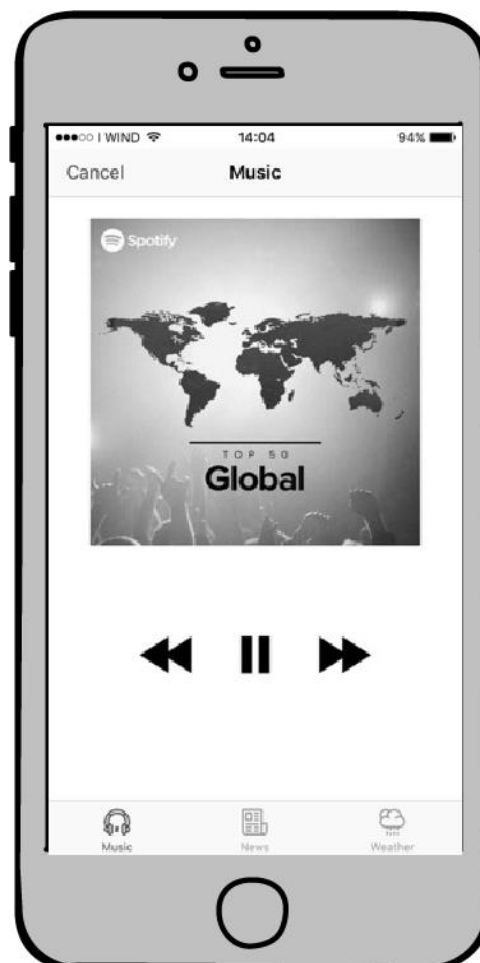 WIND 14:04 94%
Cancel Music
Spotify
TOP 50
Global
Music News Weather